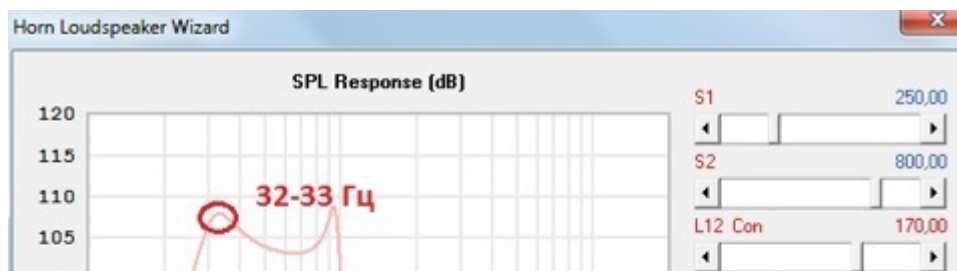 Horn Loudspeaker Wizard
SPL Response (dB)
120
115
110
105
32-33 Гц
S1 250,00
S2 800,00
L12 Con 170,00